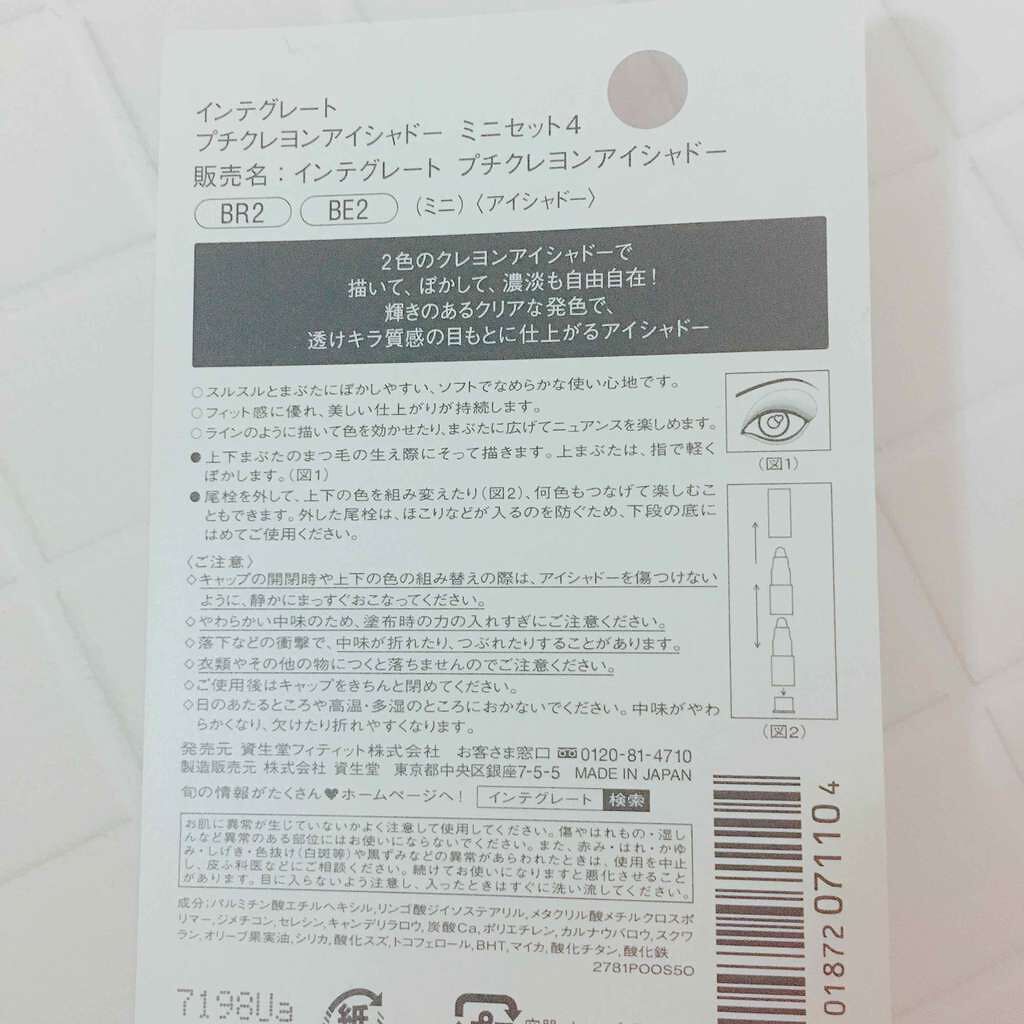 インテグレート
プチクレヨンアイシャドー ミニセット4
販売名：インテグレート プチクレヨンアイシャドー
BR2 BE2 （ミニ）〈アイシャドー〉
2色のクレヨンアイシャドーで
描いて、ぼかして、濃淡も自由自在！
輝きのあるクリアな発色で、
透けキラ質感の目もとに仕上がるアイシャドー
○スルスルとまぶたにぼかしやすい、ソフトでなめらかな使い心地です。
○フィット感に優れ、美しい仕上がりが持続します。
○ラインのように描いて色を効かせたり、まぶたに広げてニュアンスを楽しめます。
●上下まぶたのまつ毛の生え際にそって描きます。上まぶたは、指で軽く
ぼかします。（図1）
●尾栓を外して、上下の色を組み変えたり（図2）、何色もつなげて楽しむこ
ともできます。外した尾栓は、ほこりなどが入るのを防ぐため、下段の底に
はめてご使用ください。
（図1）
（図2）
〈ご注意〉
◇キャップの開閉時や上下の色の組み替えの際は、アイシャドーを傷つけない
ように、静かにまっすぐおこなってください。
◇やわらかい中味のため、塗布時の力の入れすぎにご注意ください。
◇落下などの衝撃で、中味が折れたり、つぶれたりすることがあります。
◇衣類やその他の物につくと落ちませんのでご注意ください。
◇ご使用後はキャップをきちんと閉めてください。
◇日のあたるところや高温・多湿のところにおかないでください。中味がやわ
らかくなり、欠けたり折れやすくなります。
発売元 資生堂フィティット株式会社 お客さま窓口 0120-81-4710
製造販売元 株式会社 資生堂 東京都中央区銀座7-5-5 MADE IN JAPAN
旬の情報がたくさん♥ホームページへ！ インテグレート 検索
お肌に異常が生じていないかよく注意して使用してください。傷やはれもの・湿し
んなど異常のある部位にはお使いにならないでください。また、赤み・はれ・かゆ
み・しげき・色抜け（白斑等）や黒ずみなどの異常があらわれたときは、使用を中止
し、皮ふ科医などにご相談ください。続けてお使いになりますと悪化させること
があります。目に入らないよう注意し、入ったときはすぐに洗い流してください。
成分；パルミチン酸エチルヘキシル,リンゴ酸ジイソステアリル,メタクリル酸メチルクロスポ
リマー,ジメチコン,セレシン,キャンデリラロウ,炭酸Ca,ポリエチレン,カルナウバロウ,スクワ
ラン,オリーブ果実油,シリカ,酸化スズ,トコフェロール,BHT,マイカ,酸化チタン,酸化鉄
2781POOS5O
7198Ua
紙
01872071104